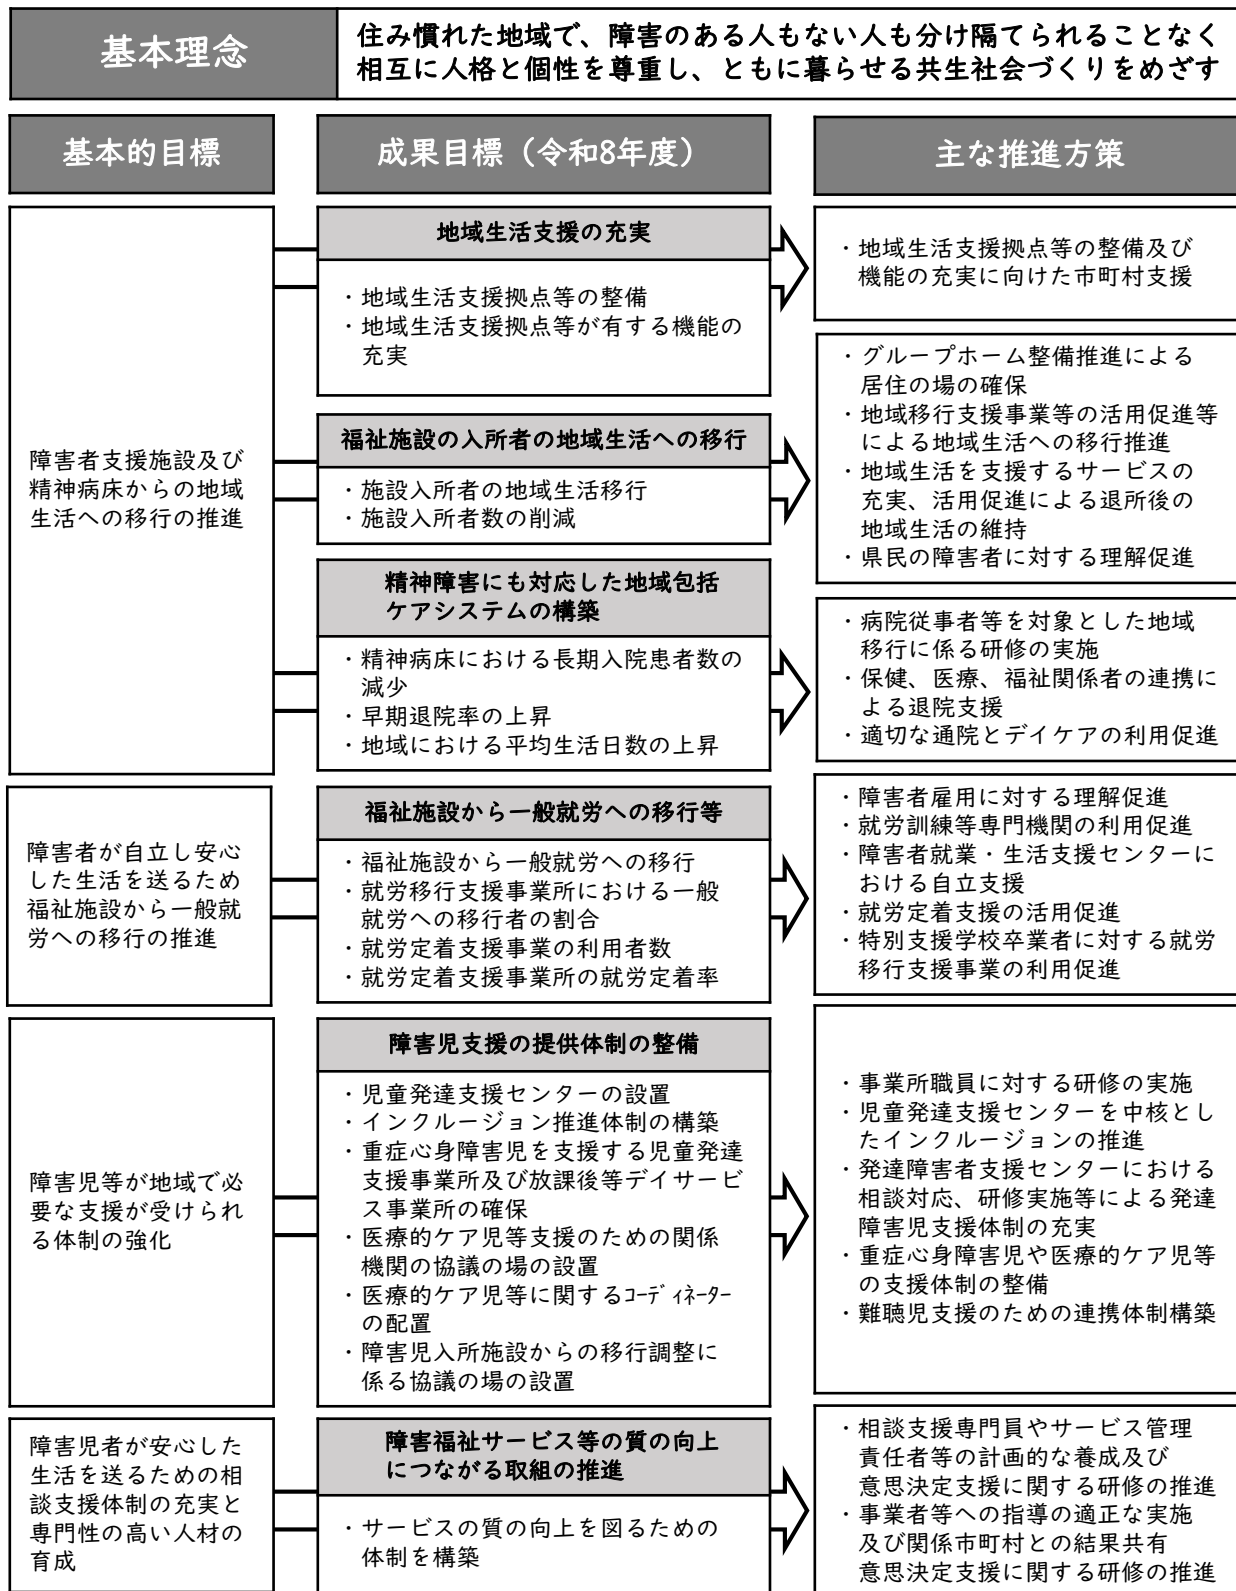 基本理念
住み慣れた地域で、障害のある人もない人も分け隔てられることなく
相互に人格と個性を尊重し、ともに暮らせる共生社会づくりをめざす
基本的目標
成果目標（令和8年度）
主な推進方策
障害者支援施設及び
精神病床からの地域
生活への移行の推進
地域生活支援の充実
・地域生活支援拠点等の整備
・地域生活支援拠点等が有する機能の
充実
・地域生活支援拠点等の整備及び
機能の充実に向けた市町村支援
福祉施設の入所者の地域生活への移行
・施設入所者の地域生活移行
・施設入所者数の削減
・グループホーム整備推進による
居住の場の確保
・地域移行支援事業等の活用促進等
による地域生活への移行推進
・地域生活を支援するサービスの
充実、活用促進による退所後の
地域生活の維持
・県民の障害者に対する理解促進
精神障害にも対応した地域包括
ケアシステムの構築
・精神病床における長期入院患者数の
減少
・早期退院率の上昇
・地域における平均生活日数の上昇
・病院従事者等を対象とした地域
移行に係る研修の実施
・保健、医療、福祉関係者の連携に
よる退院支援
・適切な通院とデイケアの利用促進
障害者が自立し安心
した生活を送るため
福祉施設から一般就
労への移行の推進
福祉施設から一般就労への移行等
・福祉施設から一般就労への移行
・就労移行支援事業所における一般
就労への移行者の割合
・就労定着支援事業の利用者数
・就労定着支援事業所の就労定着率
・障害者雇用に対する理解促進
・就労訓練等専門機関の利用促進
・障害者就業・生活支援センターに
おける自立支援
・就労定着支援の活用促進
・特別支援学校卒業者に対する就労
移行支援事業の利用促進
障害児等が地域で必
要な支援が受けられ
る体制の強化
障害児支援の提供体制の整備
・児童発達支援センターの設置
・インクルージョン推進体制の構築
・重症心身障害児を支援する児童発達
支援事業所及び放課後等デイサービ
ス事業所の確保
・医療的ケア児等支援のための関係
機関の協議の場の設置
・医療的ケア児等に関するコーディネーター
の配置
・障害児入所施設からの移行調整に
係る協議の場の設置
・事業所職員に対する研修の実施
・児童発達支援センターを中核とし
たインクルージョンの推進
・発達障害者支援センターにおける
相談対応、研修実施等による発達
障害児支援体制の充実
・重症心身障害児や医療的ケア児等
の支援体制の整備
・難聴児支援のための連携体制構築
障害児者が安心した
生活を送るための相
談支援体制の充実と
専門性の高い人材の
育成
障害福祉サービス等の質の向上
につながる取組の推進
・サービスの質の向上を図るための
体制を構築
・相談支援専門員やサービス管理
責任者等の計画的な養成及び
意思決定支援に関する研修の推進
・事業者等への指導の適正な実施
及び関係市町村との結果共有
意思決定支援に関する研修の推進